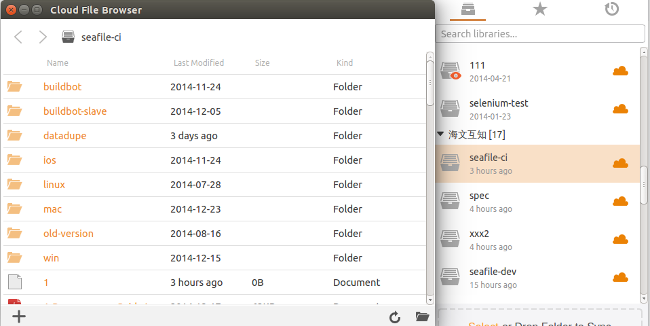 Cloud File Browser
seafile-ci
Name Last Modified Size Kind
buildbot 2014-11-24 Folder
buildbot-slave 2014-12-05 Folder
datadupe 3 days ago Folder
ios 2014-11-24 Folder
linux 2014-07-28 Folder
mac 2014-12-23 Folder
old-version 2014-08-16 Folder
win 2014-12-15 Folder
1 3 hours ago 0B Document
Search libraries...
111
2014-04-21
selenium-test
2014-01-23
海文互知 [17]
seafile-ci
3 hours ago
spec
4 hours ago
xxx2
4 hours ago
seafile-dev
15 hours ago
Select or Drop Folder to Sync